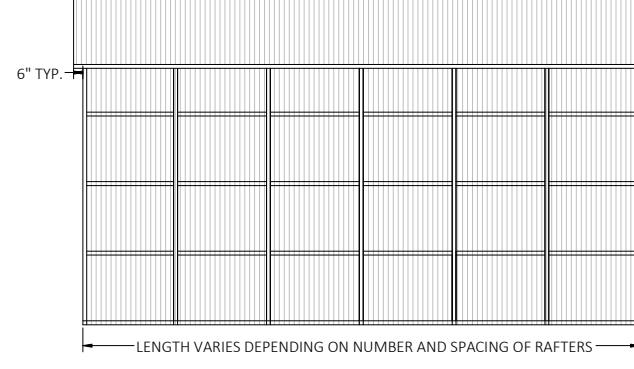 6" TYP.
LENGTH VARIES DEPENDING ON NUMBER AND SPACING OF RAFTERS